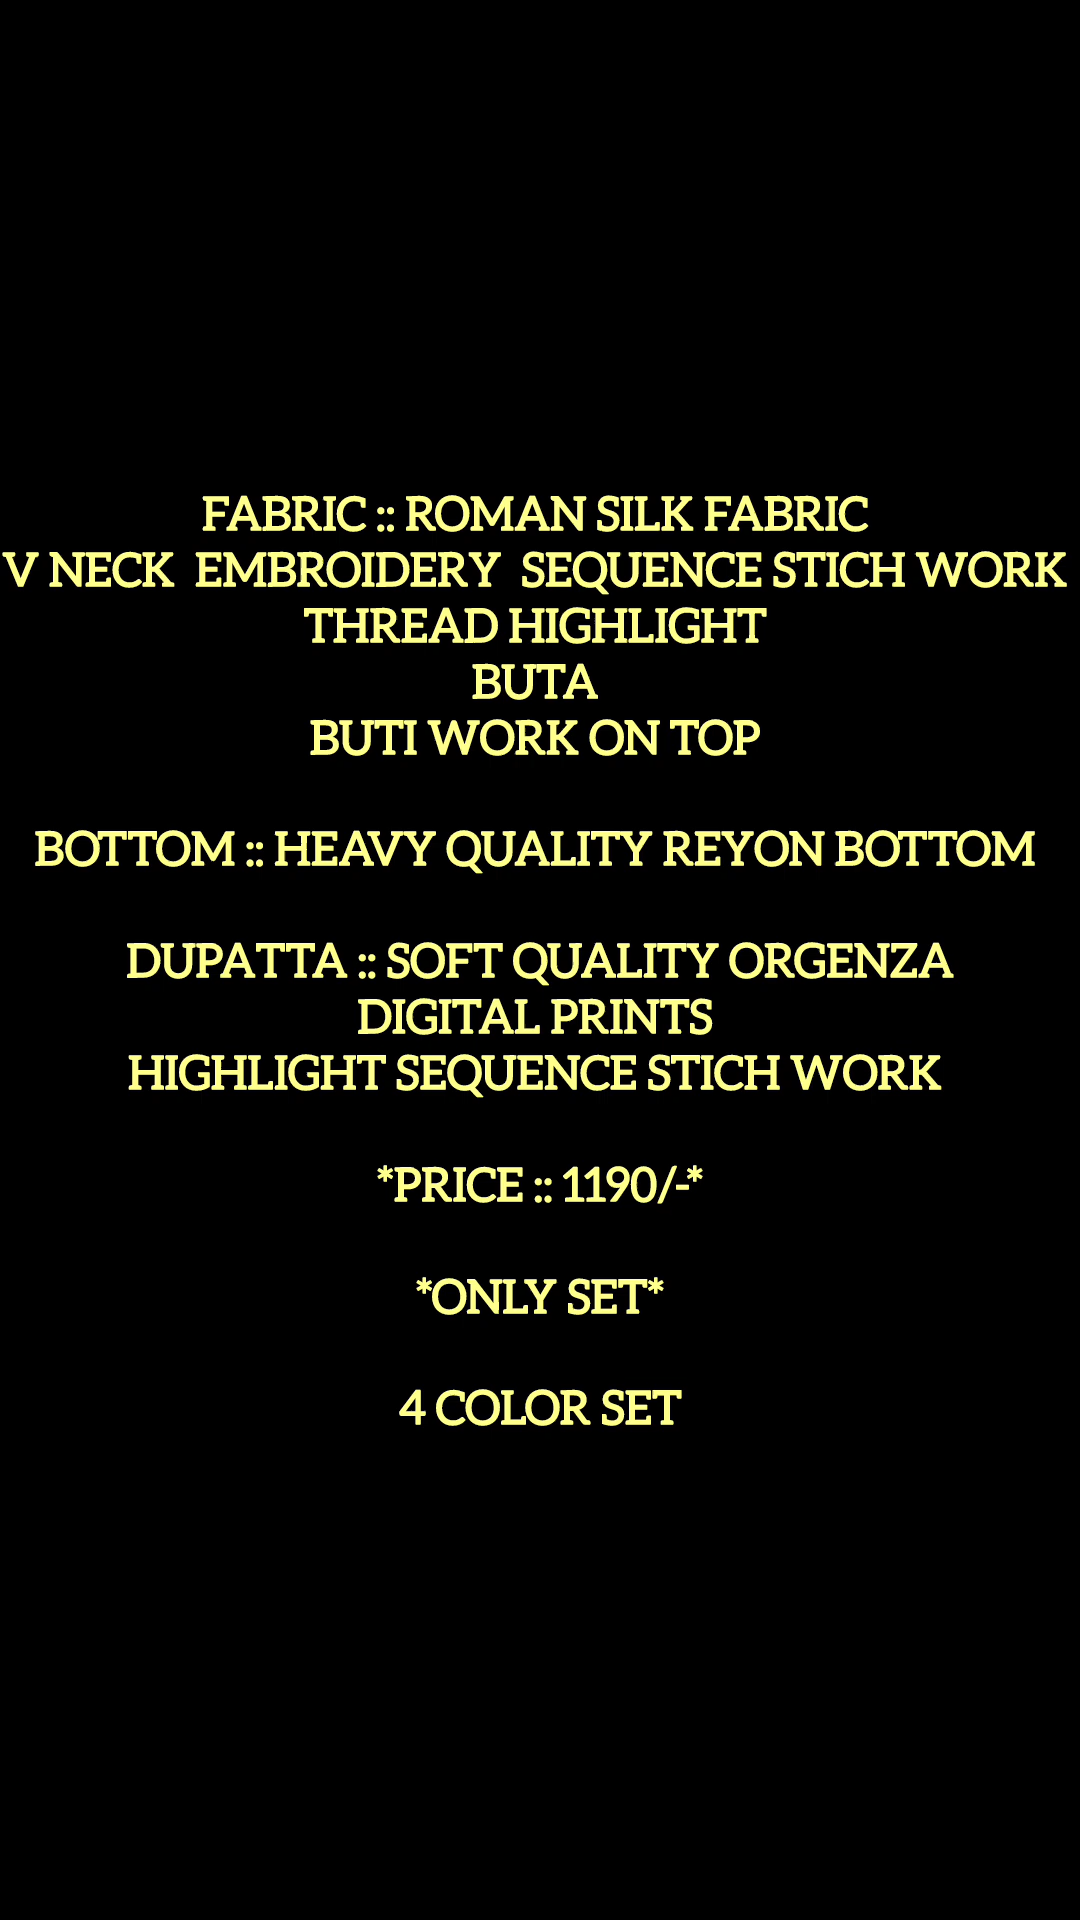 FABRIC :: ROMAN SILK FABRIC
V NECK  EMBROIDERY  SEQUENCE STICH WORK
THREAD HIGHLIGHT
BUTA
BUTI WORK ON TOP
BOTTOM :: HEAVY QUALITY REYON BOTTOM
DUPATTA :: SOFT QUALITY ORGENZA
DIGITAL PRINTS
HIGHLIGHT SEQUENCE STICH WORK
*PRICE :: 1190/-*
*ONLY SET*
4 COLOR SET